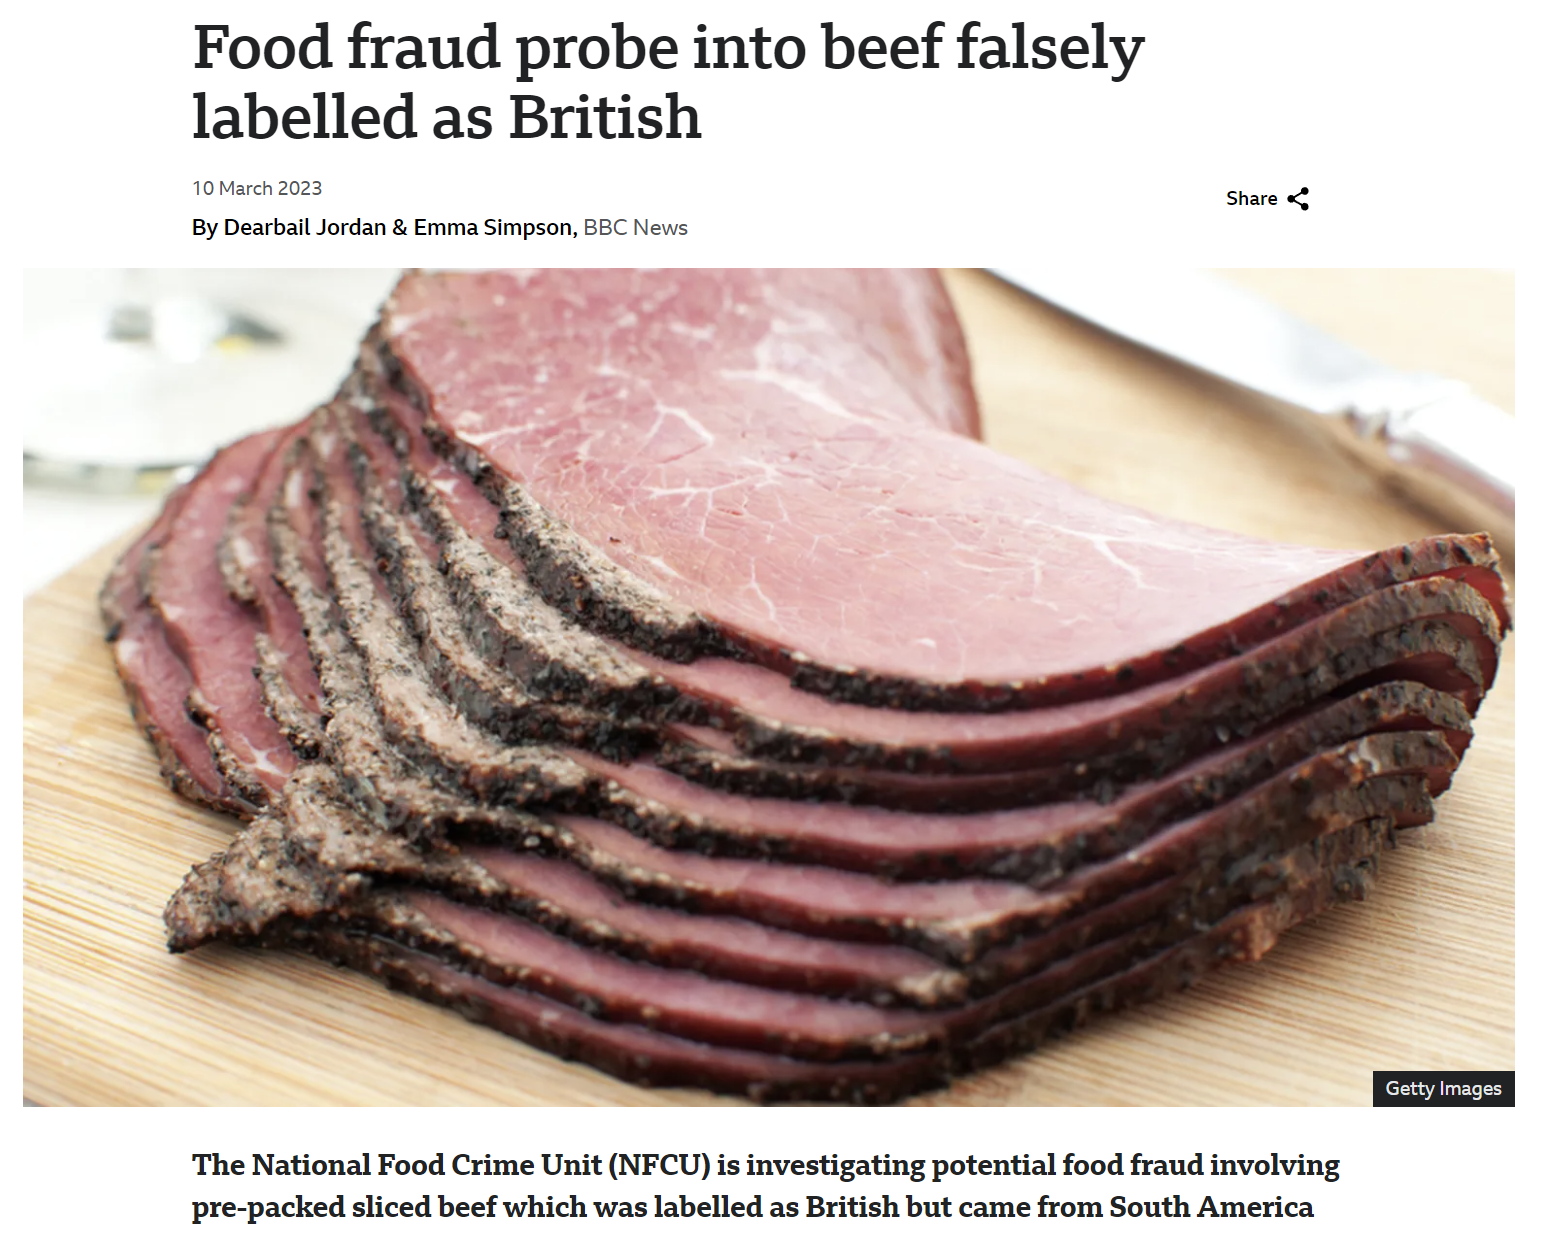 Food fraud probe into beef falsely
labelled as British
10 March 2023
Share
By Dearbail Jordan & Emma Simpson, BBC News
Getty Images
The National Food Crime Unit (NFCU) is investigating potential food fraud involving
pre-packed sliced beef which was labelled as British but came from South America